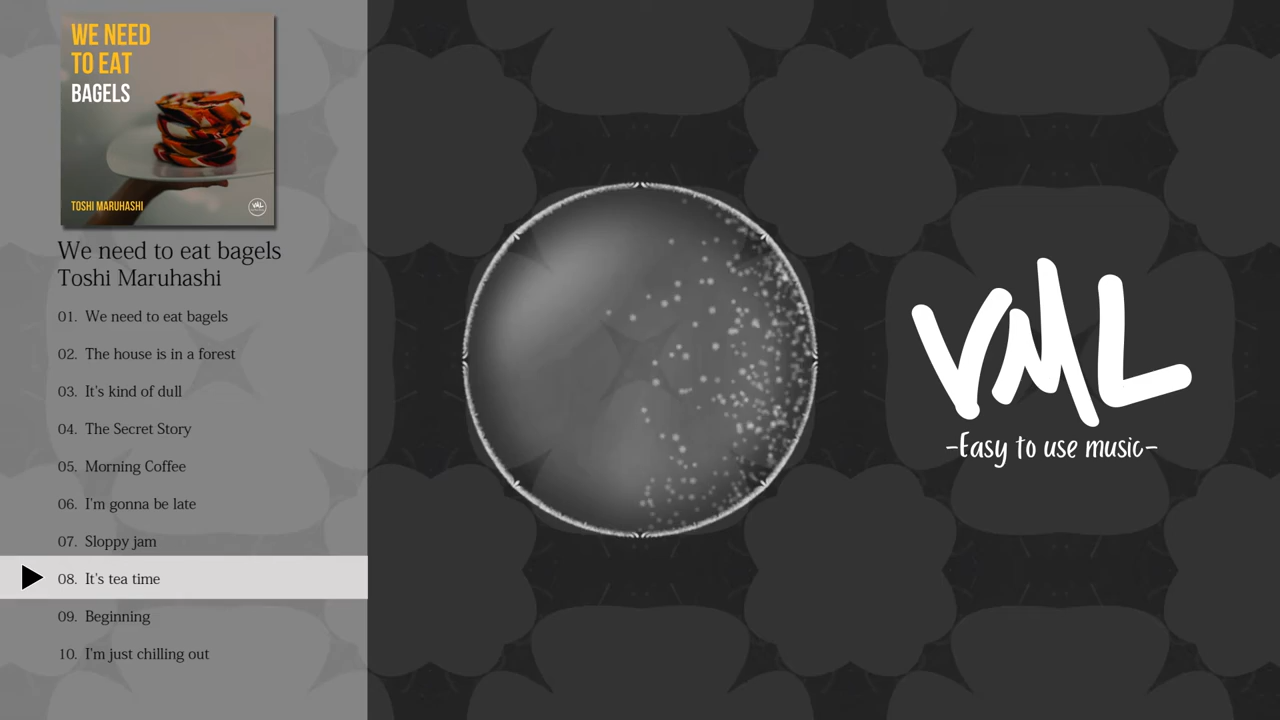 WE NEED
TO EAT
BAGELS
TOSHI MARUHASHI
VML
We need to eat bagels
Toshi Maruhashi
01. We need to eat bagels
02. The house is in a forest
03. It's kind of dull
04. The Secret Story
05. Morning Coffee
06. I'm gonna be late
07. Sloppy jam
08. It's tea time
09. Beginning
10. I'm just chilling out
VML
-Easy to use music-